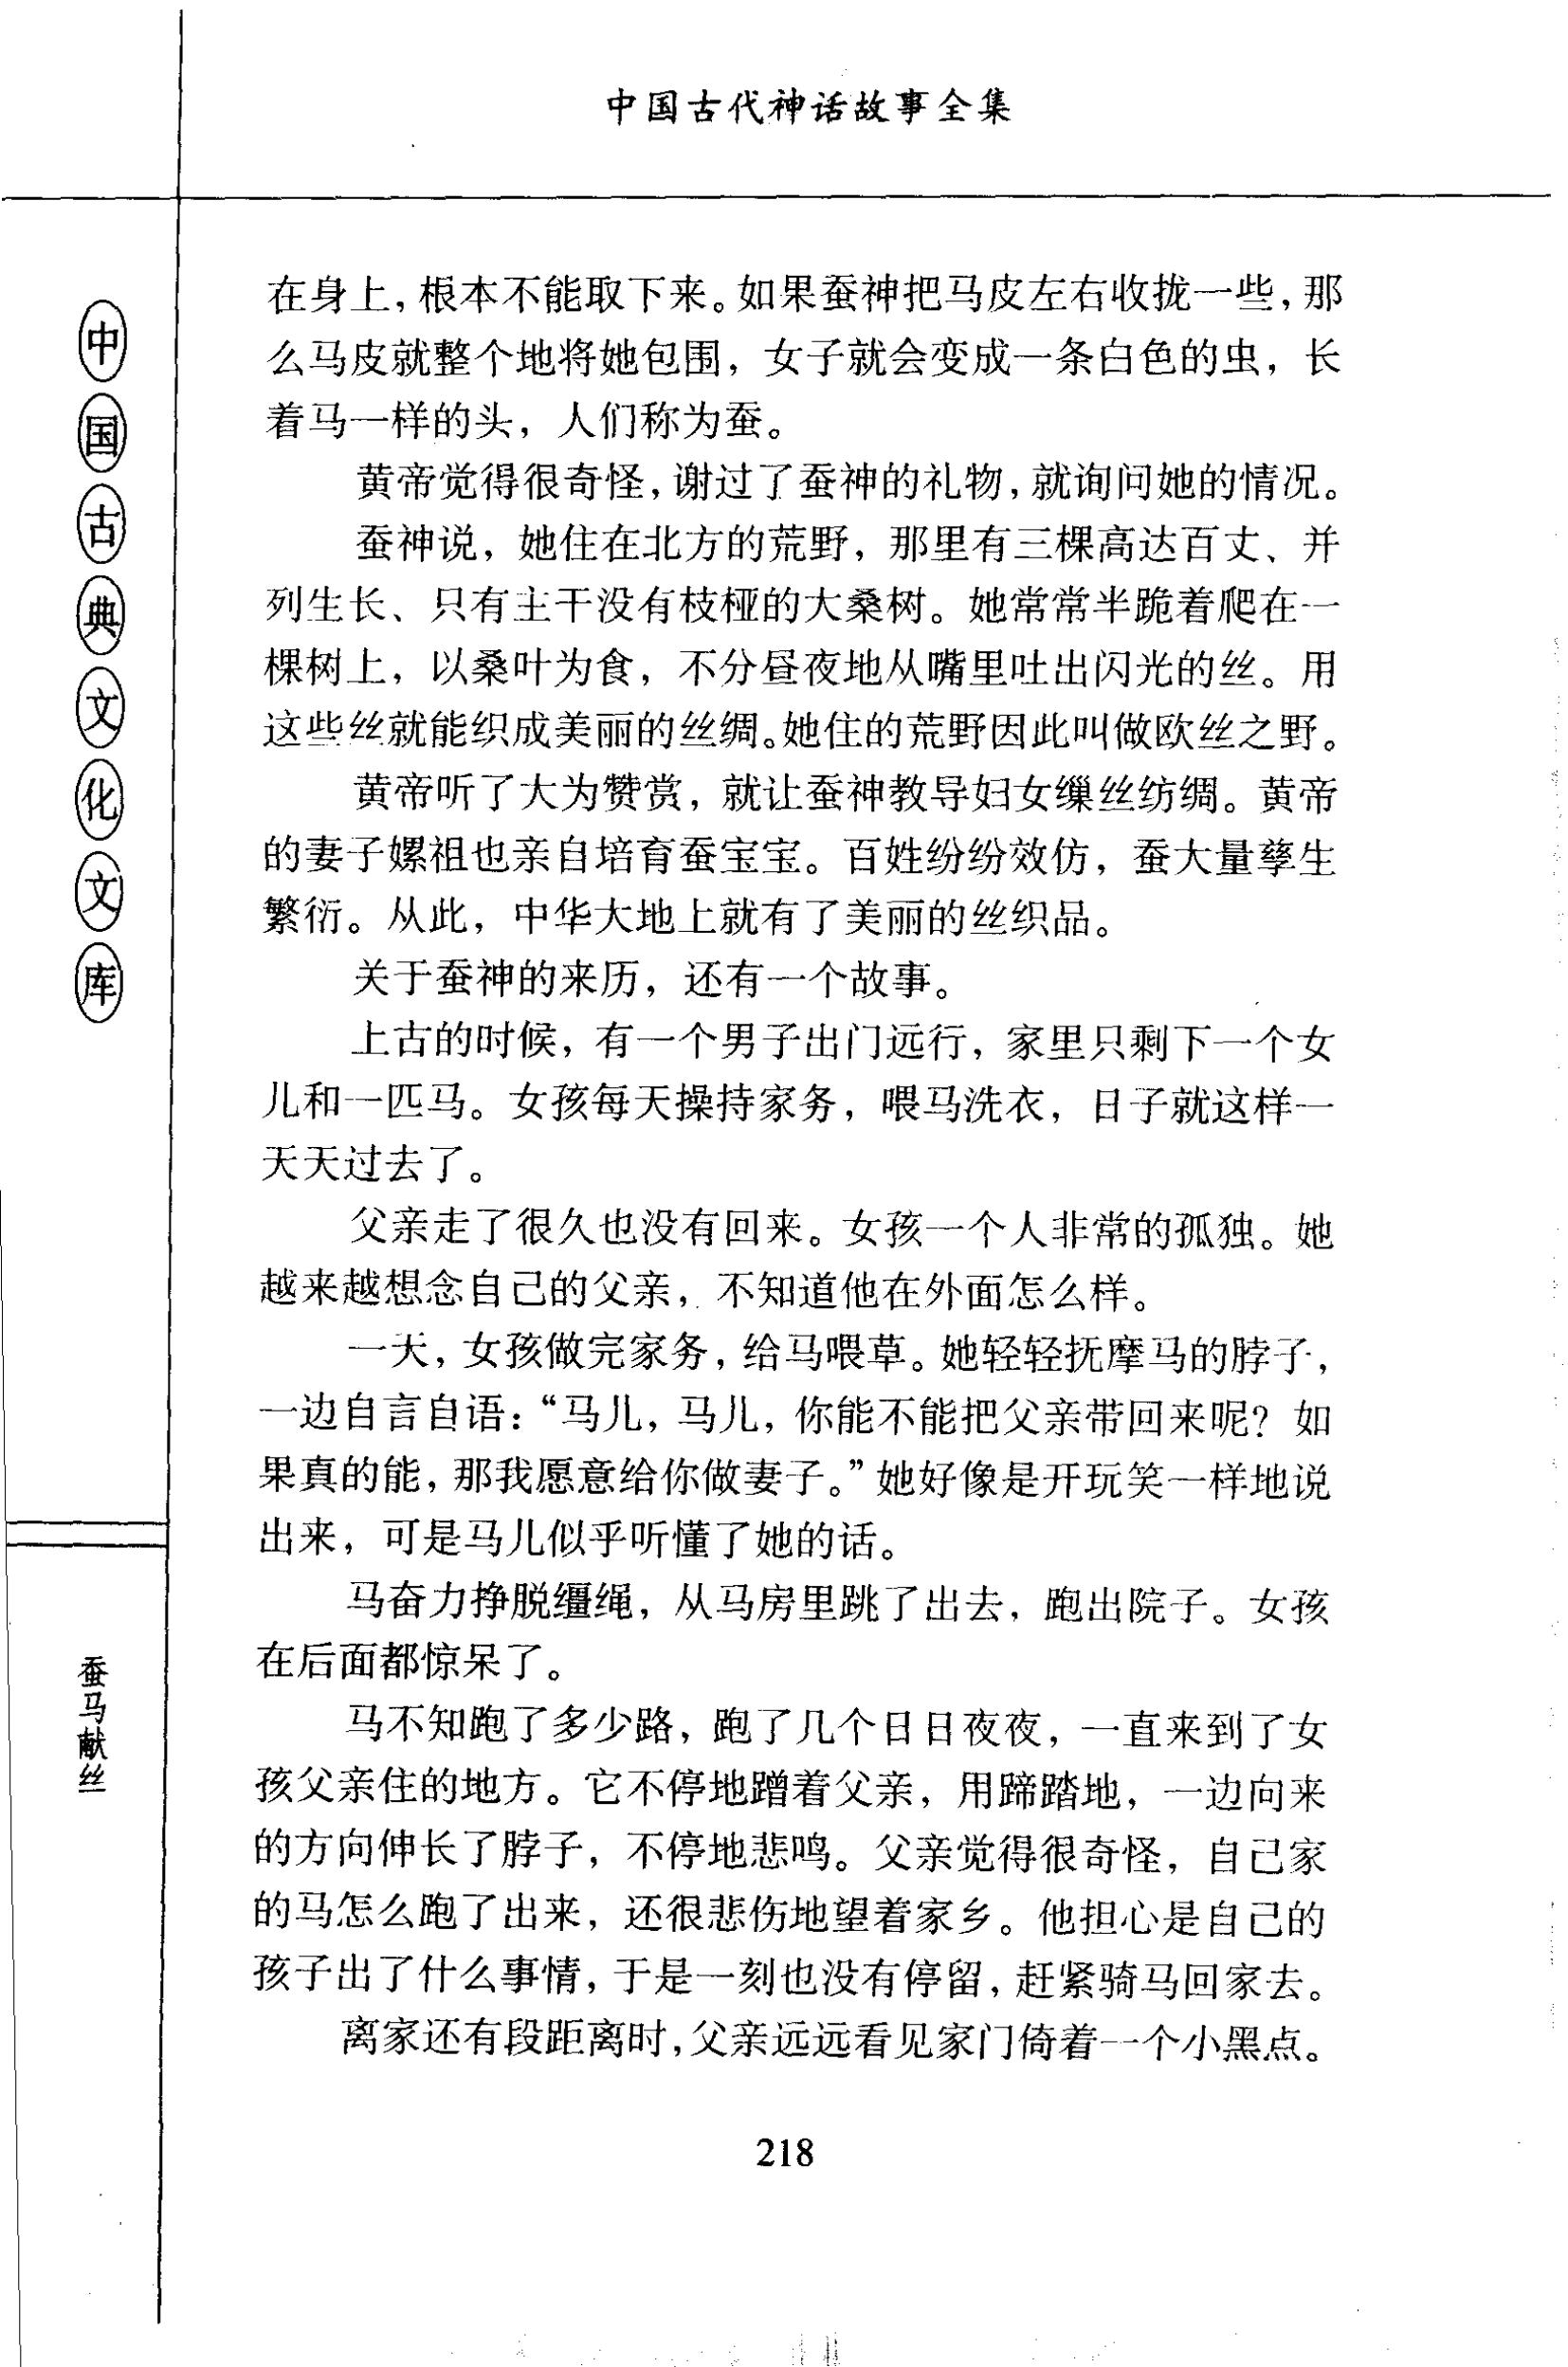 中国古代神话故事全集
中国古典文化文库
蚕马献丝
在身上，根本不能取下来。如果蚕神把马皮左右收拢一些，那
么马皮就整个地将她包围，女子就会变成一条白色的虫，长
着马一样的头，人们称为蚕。
黄帝觉得很奇怪，谢过了蚕神的礼物，就询问她的情况。
蚕神说，她住在北方的荒野，那里有三棵高达百丈、并
列生长、只有主干没有枝桠的大桑树。她常常半跪着爬在一
棵树上，以桑叶为食，不分昼夜地从嘴里吐出闪光的丝。用
这些丝就能织成美丽的丝绸。她住的荒野因此叫做欧丝之野。
黄帝听了大为赞赏，就让蚕神教导妇女缫丝纺绸。黄帝
的妻子嫘祖也亲自培育蚕宝宝。百姓纷纷效仿，蚕大量孳生
繁衍。从此，中华大地上就有了美丽的丝织品。
关于蚕神的来历，还有一个故事。
上古的时候，有一个男子出门远行，家里只剩下一个女
儿和一匹马。女孩每天操持家务，喂马洗衣，日子就这样一
天天过去了。
父亲走了很久也没有回来。女孩一个人非常的孤独。她
越来越想念自己的父亲，不知道他在外面怎么样。
一天，女孩做完家务，给马喂草。她轻轻抚摩马的脖子，
一边自言自语：“马儿，马儿，你能不能把父亲带回来呢？如
果真的能，那我愿意给你做妻子。”她好像是开玩笑一样地说
出来，可是马儿似乎听懂了她的话。
马奋力挣脱缰绳，从马房里跳了出去，跑出院子。女孩
在后面都惊呆了。
马不知跑了多少路，跑了几个日日夜夜，一直来到了女
孩父亲住的地方。它不停地蹭着父亲，用蹄踏地，一边向来
的方向伸长了脖子，不停地悲鸣。父亲觉得很奇怪，自己家
的马怎么跑了出来，还很悲伤地望着家乡。他担心是自己的
孩子出了什么事情，于是一刻也没有停留，赶紧骑马回家去。
离家还有段距离时，父亲远远看见家门倚着一个小黑点。
218